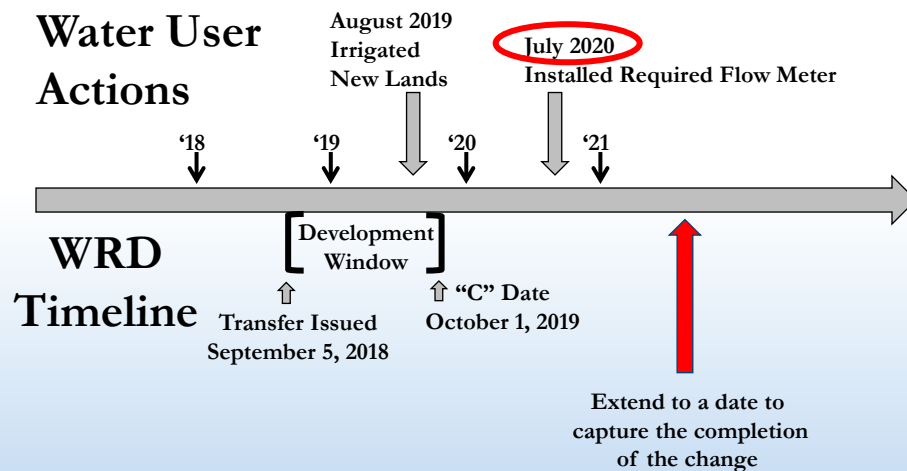 Water User
Actions
August 2019
Irrigated
New Lands
July 2020
Installed Required Flow Meter
‘18
‘19
‘20
‘21
WRD
Timeline
Development
Window
Transfer Issued
September 5, 2018
“C” Date
October 1, 2019
Extend to a date to
capture the completion
of the change